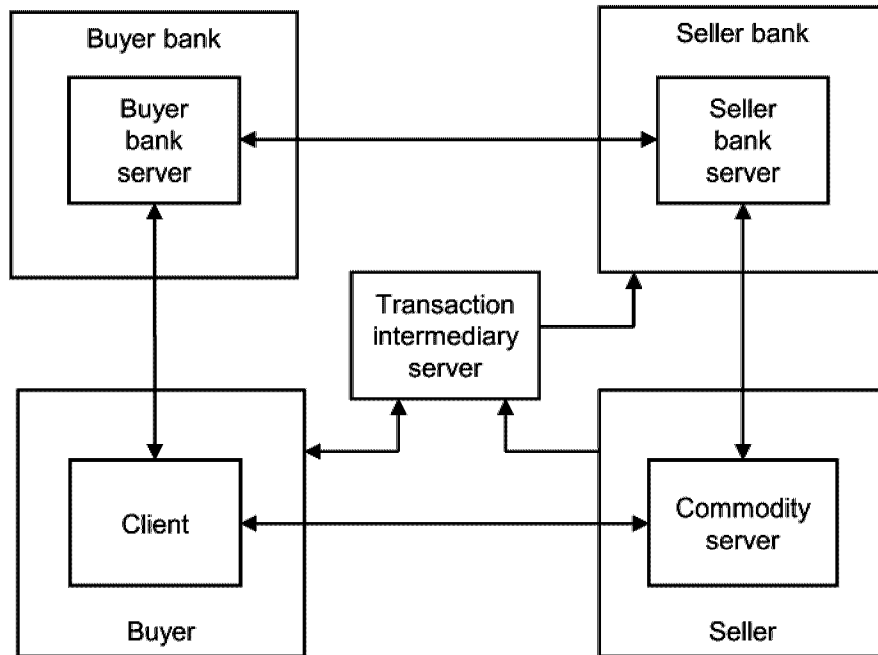 Buyer bank
Buyer
bank
server
Seller bank
Seller
bank
server
Transaction
intermediary
server
Client
Buyer
Commodity
server
Seller